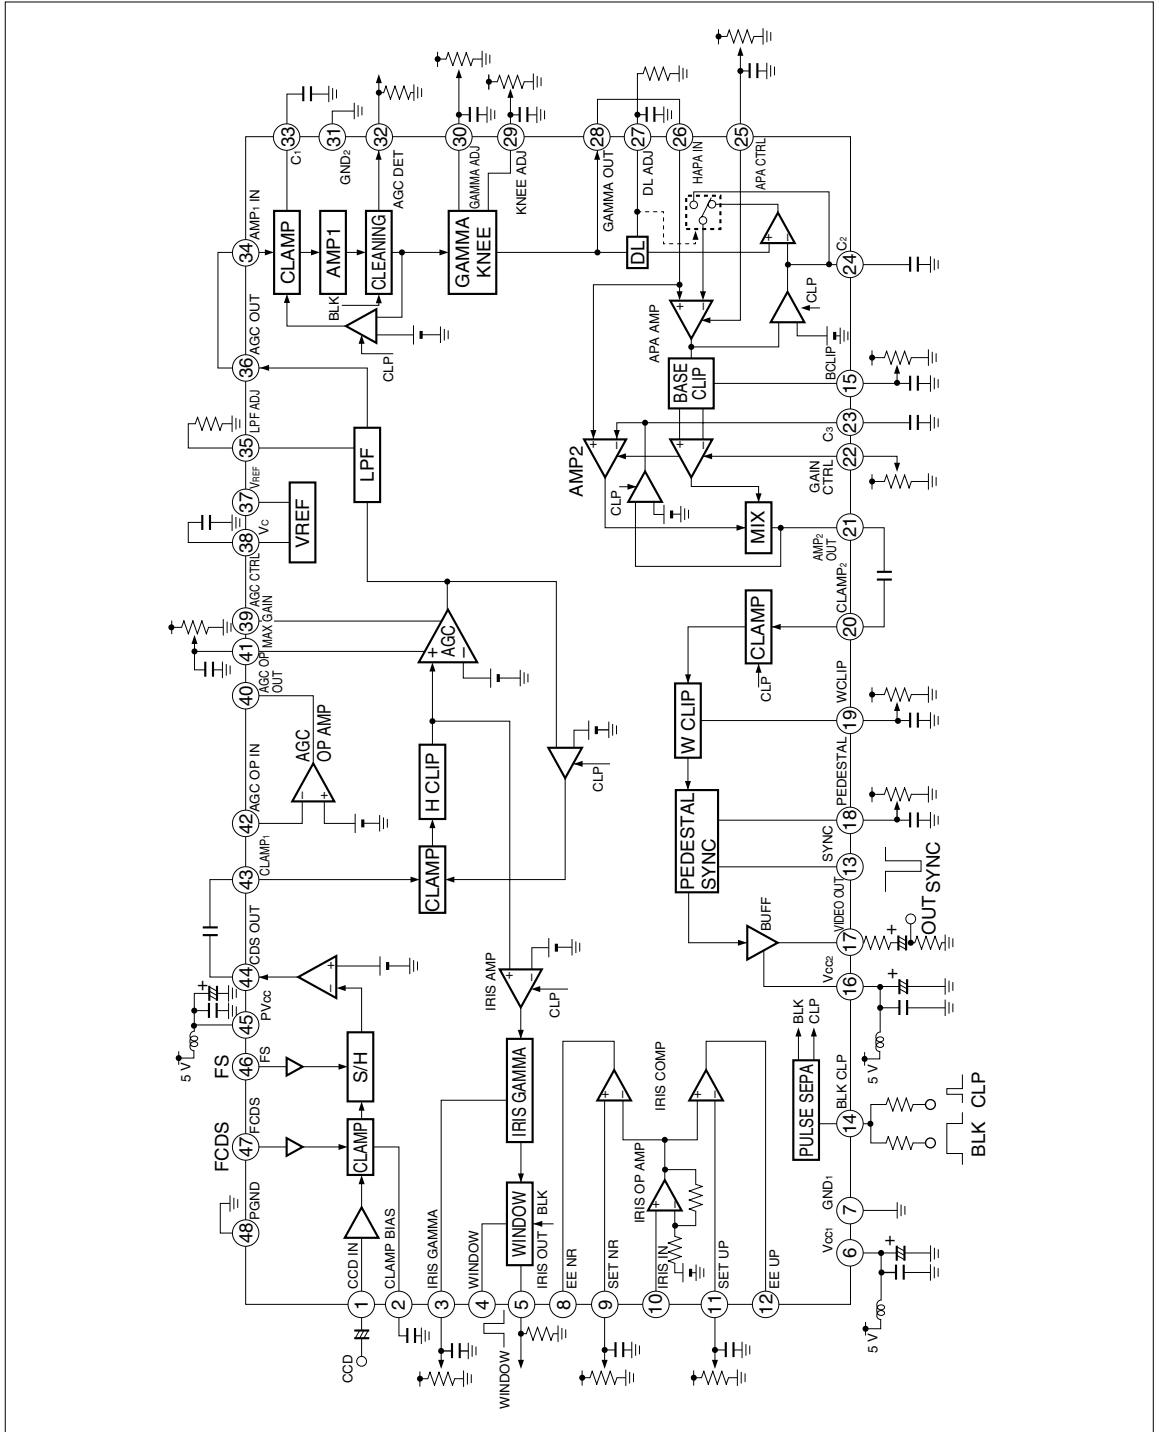 33
C1
31
GND2
32
AGC DET
30
GAMMA ADJ
29
KNEE ADJ
28
GAMMA OUT
27
DL ADJ
26
HAPA IN
25
APA CTRL
34
AMP1 IN
CLAMP
AMP1
CLEANING
BLK
CLP
GAMMA
KNEE
DL
+
−
CLP
24
C2
36
AGC OUT
35
LPF ADJ
LPF
37
VREF
38
VC
VREF
APA AMP
+
−
BASE
CLIP
15
BCLIP
23
C3
22
GAIN
CTRL
AMP2
+
−
+
−
CLP
MIX
21
AMP2
OUT
39
AGC CTRL
41
MAX GAIN
40
AGC OP
OUT
+
−
AGC
CLAMP
CLP
20
CLAMP2
W CLIP
19
WCLIP
42
AGC OP IN
AGC
OP AMP
−
+
H CLIP
CLP
PEDESTAL
SYNC
18
PEDESTAL
13
SYNC
SYNC
43
CLAMP1
CLAMP
BUFF
17
VIDEO OUT
+
OUT
44
CDS OUT
−
+
IRIS AMP
+
−
CLP
16
VCC2
+
5 V
45
PVCC
+
5 V
46
FS
FS
S/H
47
FCDS
FCDS
CLAMP
IRIS GAMMA
IRIS COMP
+
−
+
−
PULSE SEPA
BLK
CLP
14
BLK CLP
BLK
CLP
48
PGND
WINDOW
BLK
IRIS OP AMP
+
−
7
GND1
6
VCC1
+
5 V
1
CCD IN
CCD
2
CLAMP BIAS
3
IRIS GAMMA
4
WINDOW
WINDOW
5
IRIS OUT
8
EE NR
9
SET NR
10
IRIS IN
11
SET UP
12
EE UP